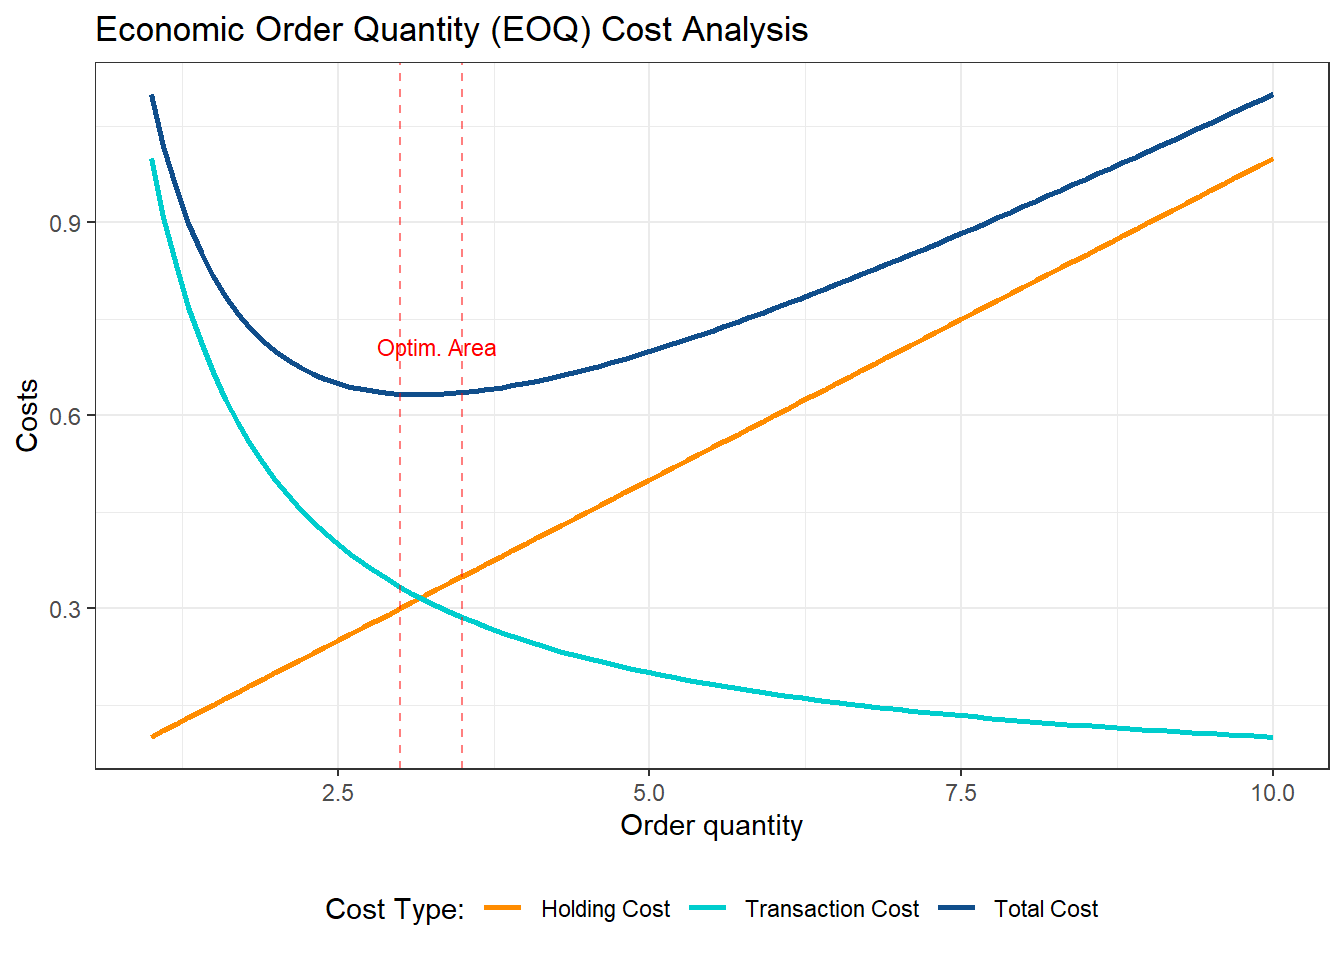 Economic Order Quantity (EOQ) Cost Analysis
Costs
0.9
0.6
0.3
Optim. Area
2.5 5.0 7.5 10.0
Order quantity
Cost Type: Holding Cost Transaction Cost Total Cost